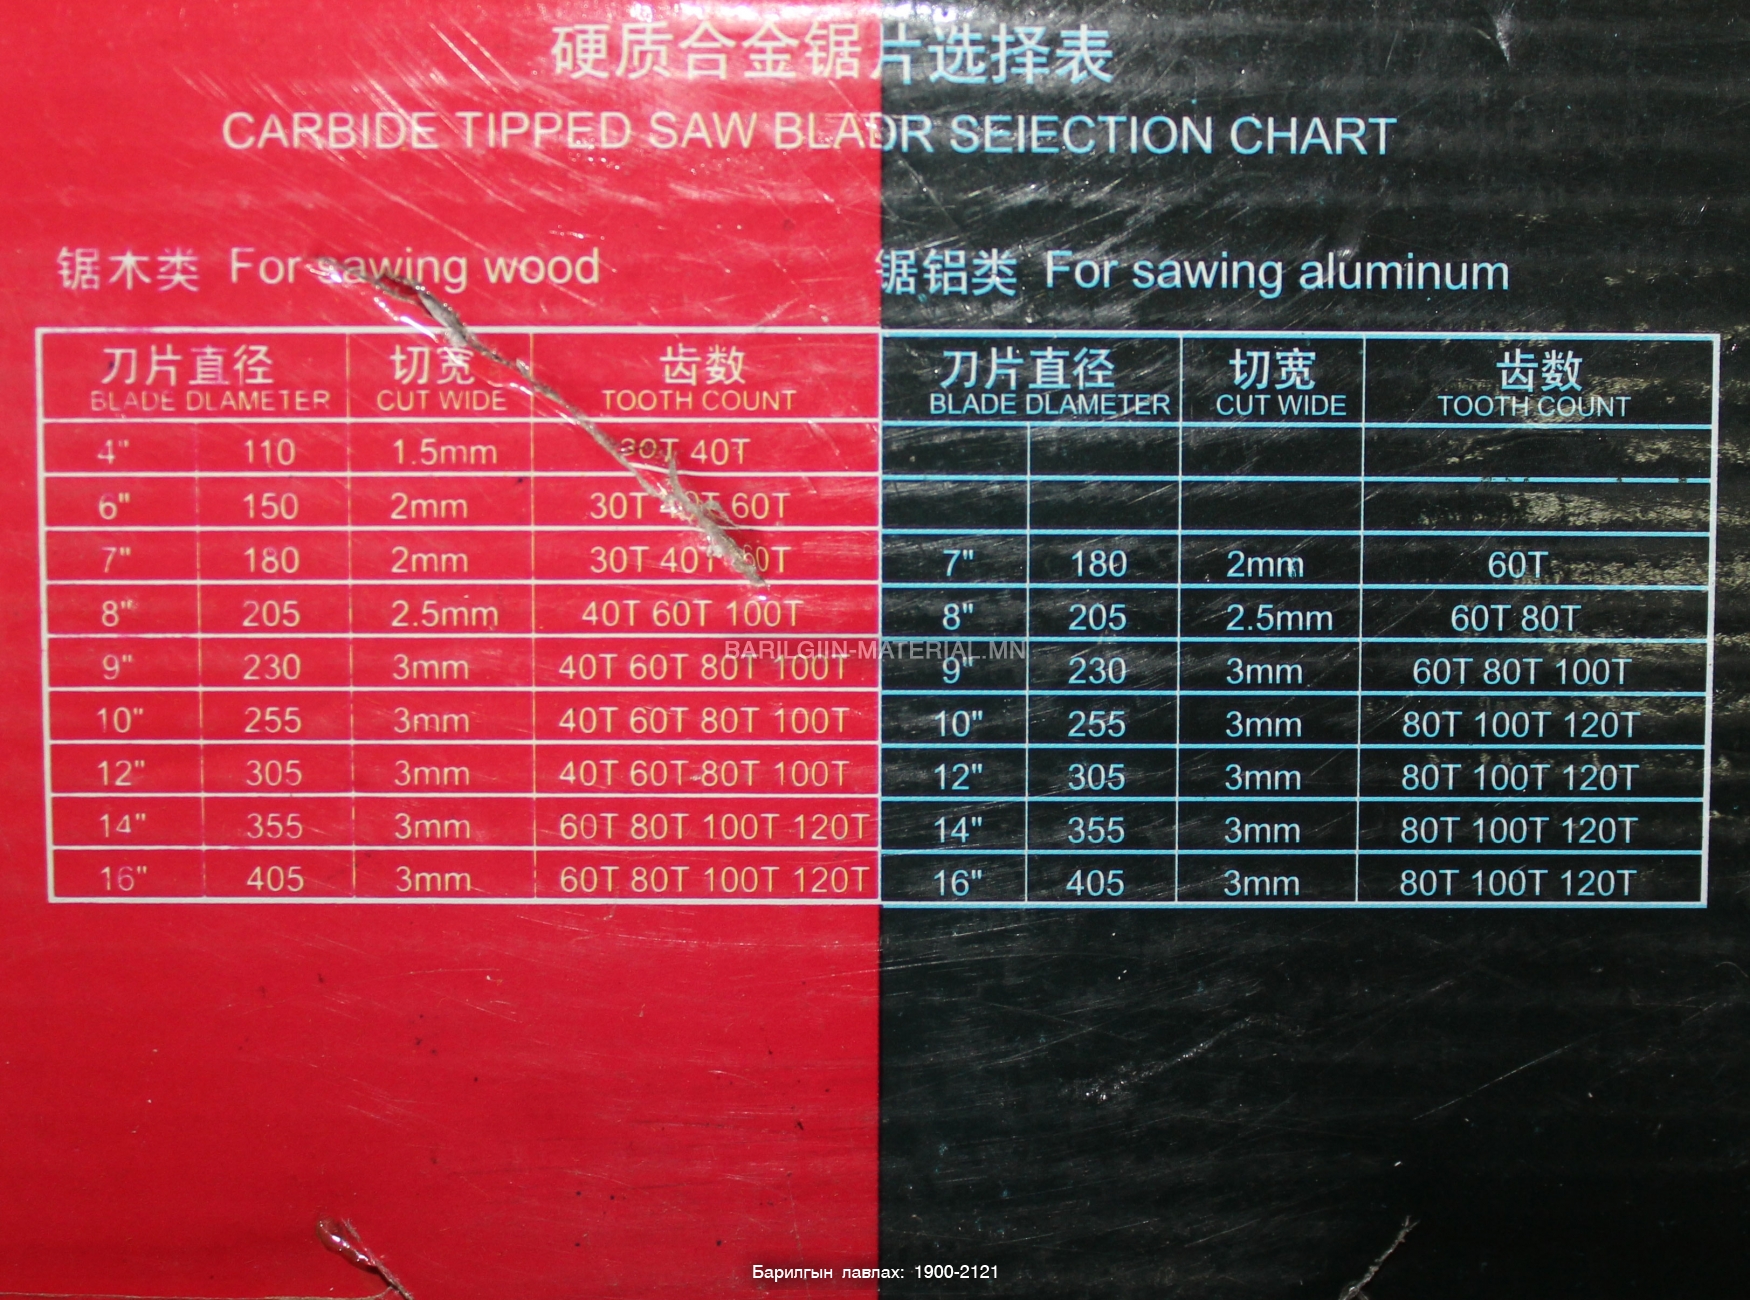 硬质合金锯片选择表
CARBIDE TIPPED SAW BLADR SEIECTION CHART
锯木类 For sawing wood
刀片直径 切宽 齿数
BLADE DLAMETER CUT WIDE TOOTH COUNT
4" 110 1.5mm 30T 40T
6" 150 2mm 30T 40T 60T
7" 180 2mm 30T 40T 60T
8" 205 2.5mm 40T 60T 100T
9" 230 3mm 40T 60T 80T 100T
10" 255 3mm 40T 60T 80T 100T
12" 305 3mm 40T 60T 80T 100T
14" 355 3mm 60T 80T 100T 120T
16" 405 3mm 60T 80T 100T 120T
锯铝类 For sawing aluminum
刀片直径 切宽 齿数
BLADE DLAMETER CUT WIDE TOOTH COUNT
7" 180 2mm 60T
8" 205 2.5mm 60T 80T
9" 230 3mm 60T 80T 100T
10" 255 3mm 80T 100T 120T
12" 305 3mm 80T 100T 120T
14" 355 3mm 80T 100T 120T
16" 405 3mm 80T 100T 120T
BARILGIIN-MATERIAL.MN
Барилгын лавлах: 1900-2121